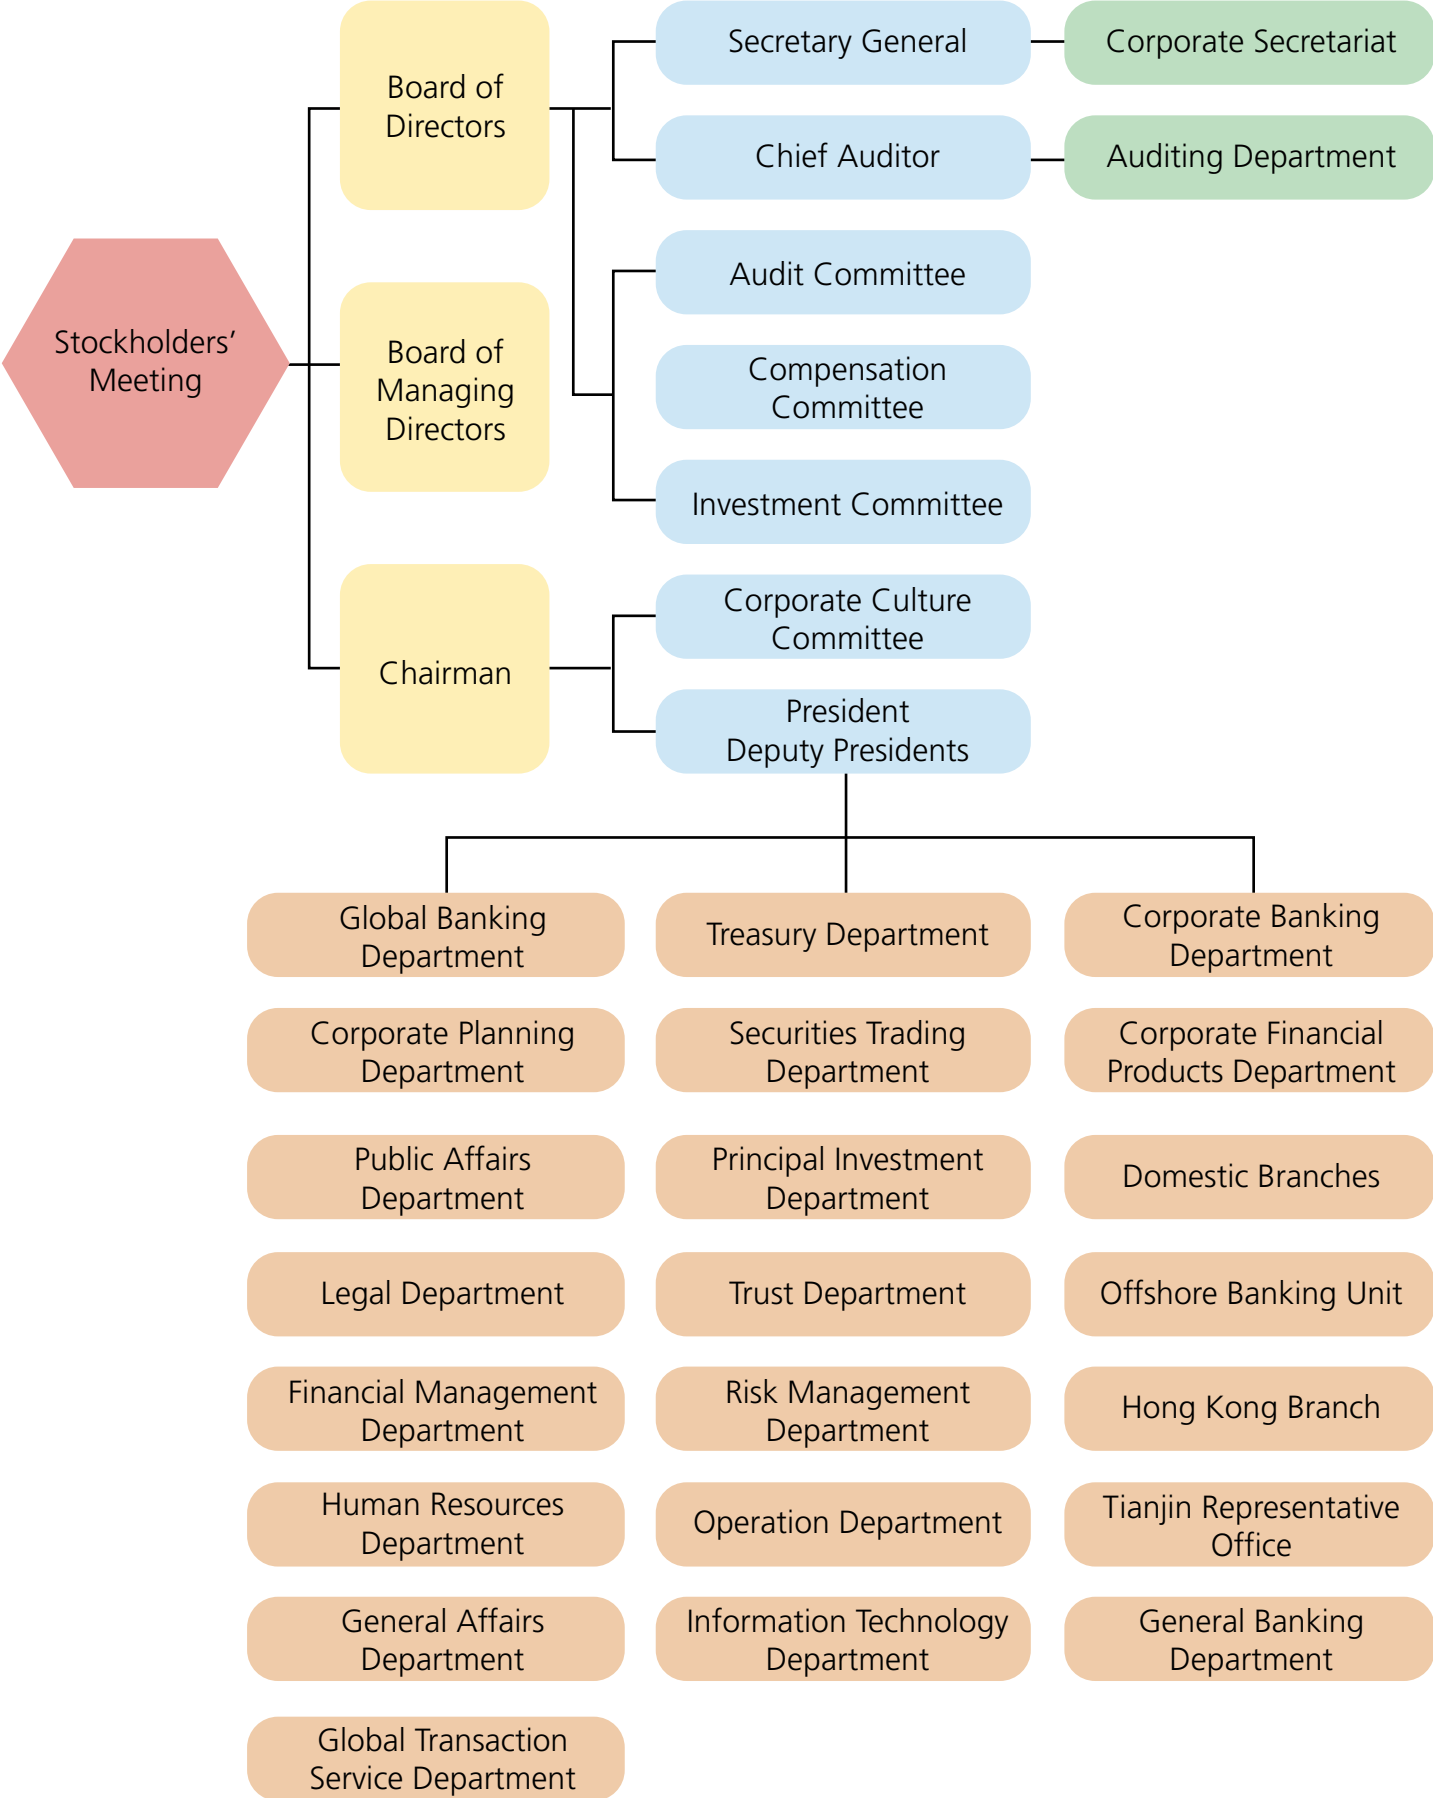 Stockholders’
Meeting
Board of
Directors
Board of
Managing
Directors
Chairman
Secretary General
Corporate Secretariat
Chief Auditor
Auditing Department
Audit Committee
Compensation
Committee
Investment Committee
Corporate Culture
Committee
President
Deputy Presidents
Global Banking
Department
Treasury Department
Corporate Banking
Department
Corporate Planning
Department
Securities Trading
Department
Corporate Financial
Products Department
Public Affairs
Department
Principal Investment
Department
Domestic Branches
Legal Department
Trust Department
Offshore Banking Unit
Financial Management
Department
Risk Management
Department
Hong Kong Branch
Human Resources
Department
Operation Department
Tianjin Representative
Office
General Affairs
Department
Information Technology
Department
General Banking
Department
Global Transaction
Service Department